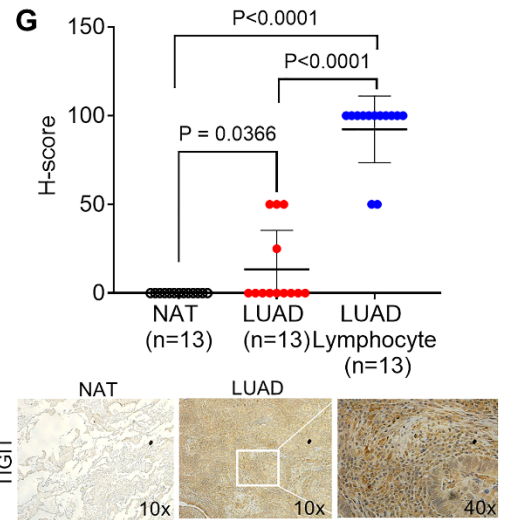 G
150
P<0.0001
P<0.0001
100
P = 0.0366
H-score
50
0
NAT
(n=13)
LUAD
(n=13)
LUAD
Lymphocyte
(n=13)
NAT
LUAD
TIGIT
10x
10x
40x